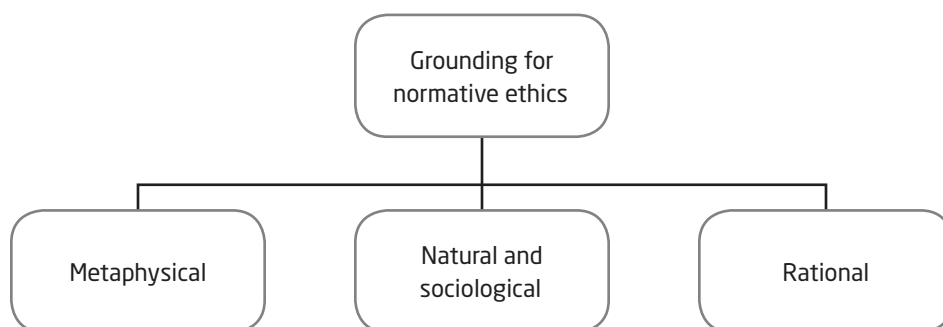 Grounding for
normative ethics
Metaphysical
Natural and
sociological
Rational